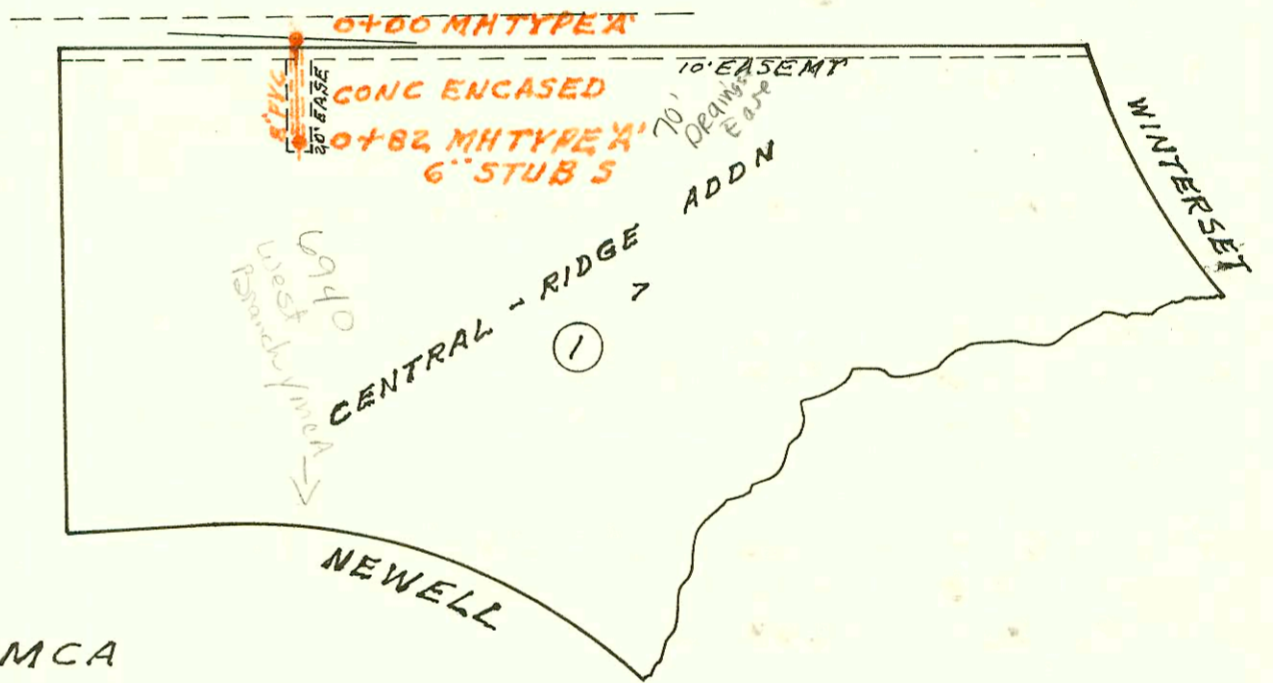 0+00 MH TYPE 'A'
10' EASEMT
8" PVC
20' EASE
CONC ENCASED
0+82 MH TYPE 'A'
6" STUB S
70'
Ease
WINTERSET
CENTRAL - RIDGE ADDN
7
1
6940
West
Branch YMCA
NEWELL
MCA